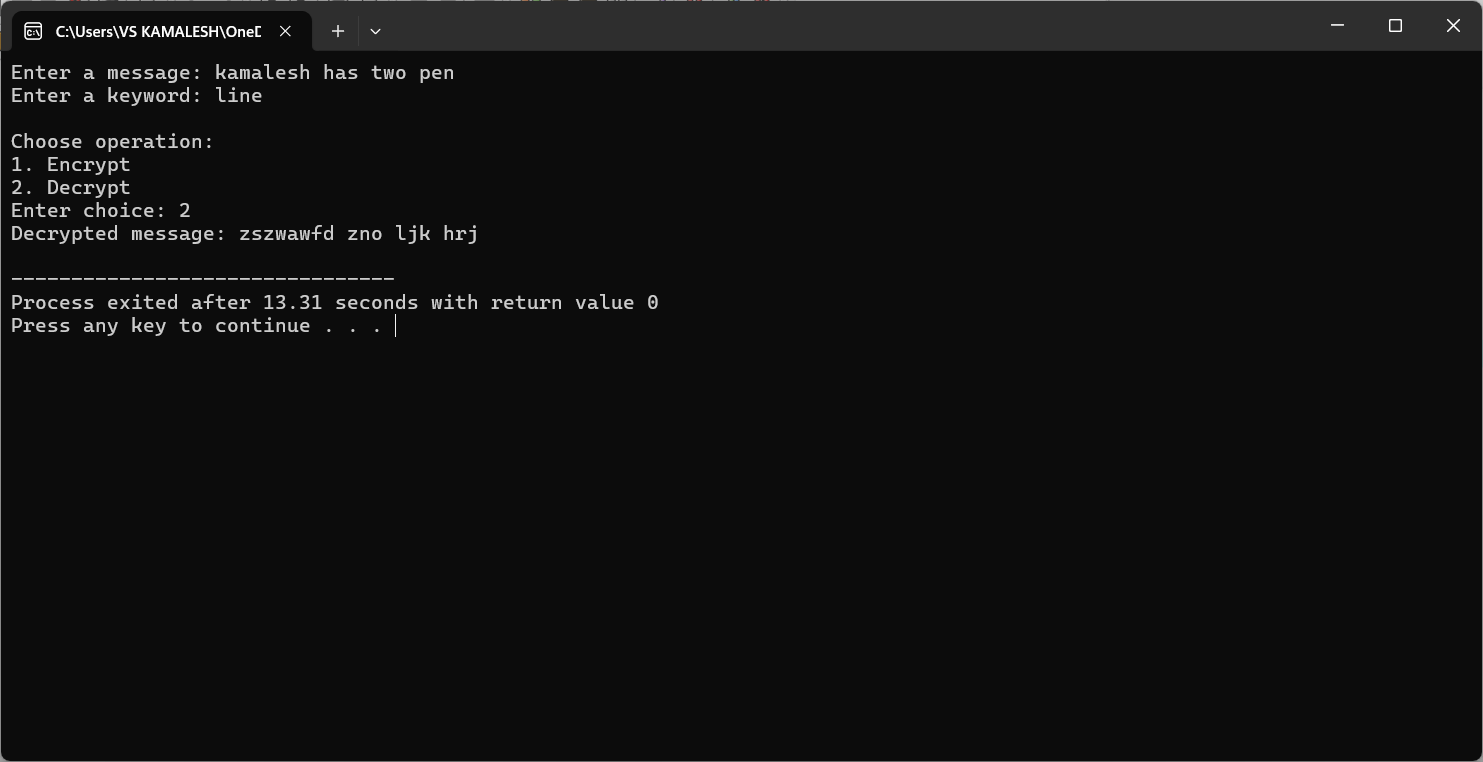 C:\Users\VS KAMALESH\OneD
Enter a message: kamalesh has two pen
Enter a keyword: line
Choose operation:
1. Encrypt
2. Decrypt
Enter choice: 2
Decrypted message: zszwawfd zno ljk hrj
--------------------------------
Process exited after 13.31 seconds with return value 0
Press any key to continue . . .